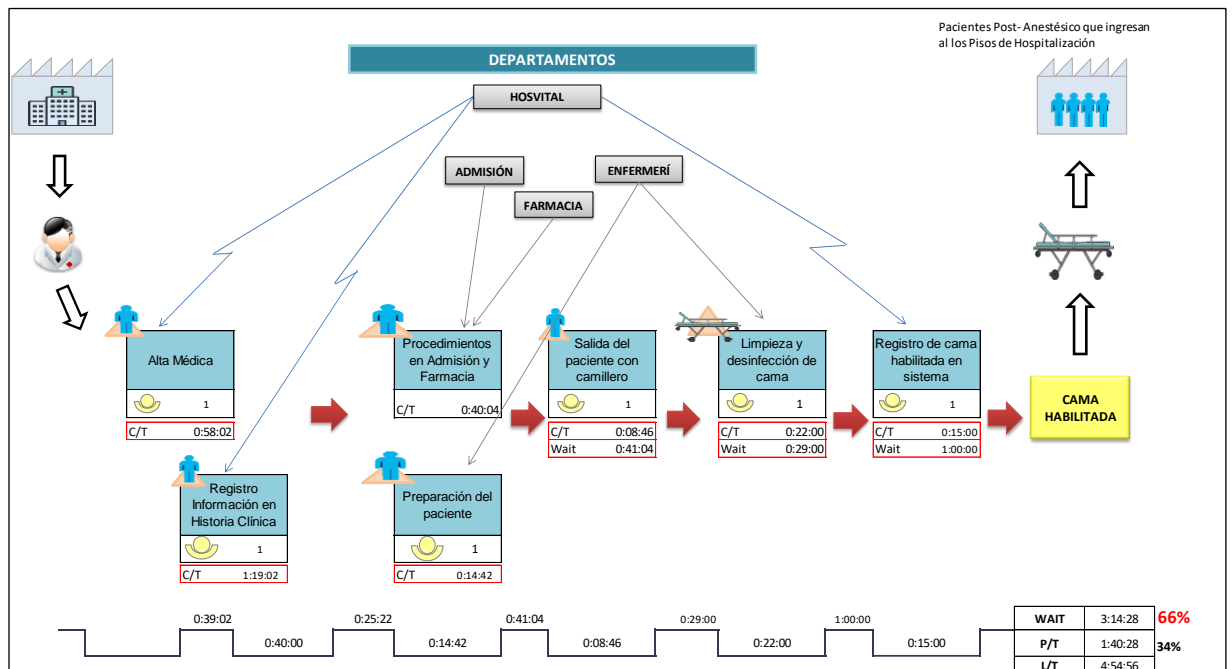 Pacientes Post- Anestésico que ingresan
al los Pisos de Hospitalización
DEPARTAMENTOS
HOSVITAL
ADMISIÓN
ENFERMERÍ
FARMACIA
Alta Médica
1
C/T 0:58:02
Procedimientos
en Admisión y
Farmacia
C/T 0:40:04
Salida del
paciente con
camillero
1
C/T 0:08:46
Wait 0:41:04
Limpieza y
desinfección de
cama
1
C/T 0:22:00
Wait 0:29:00
Registro de cama
habilitada en
sistema
1
C/T 0:15:00
Wait 1:00:00
CAMA
HABILITADA
Registro
Información en
Historia Clínica
1
C/T 1:19:02
Preparación del
paciente
1
C/T 0:14:42
0:39:02 0:25:22 0:41:04 0:29:00 1:00:00
0:40:00 0:14:42 0:08:46 0:22:00 0:15:00
WAIT 3:14:28 66%
P/T 1:40:28 34%
L/T 4:54:56